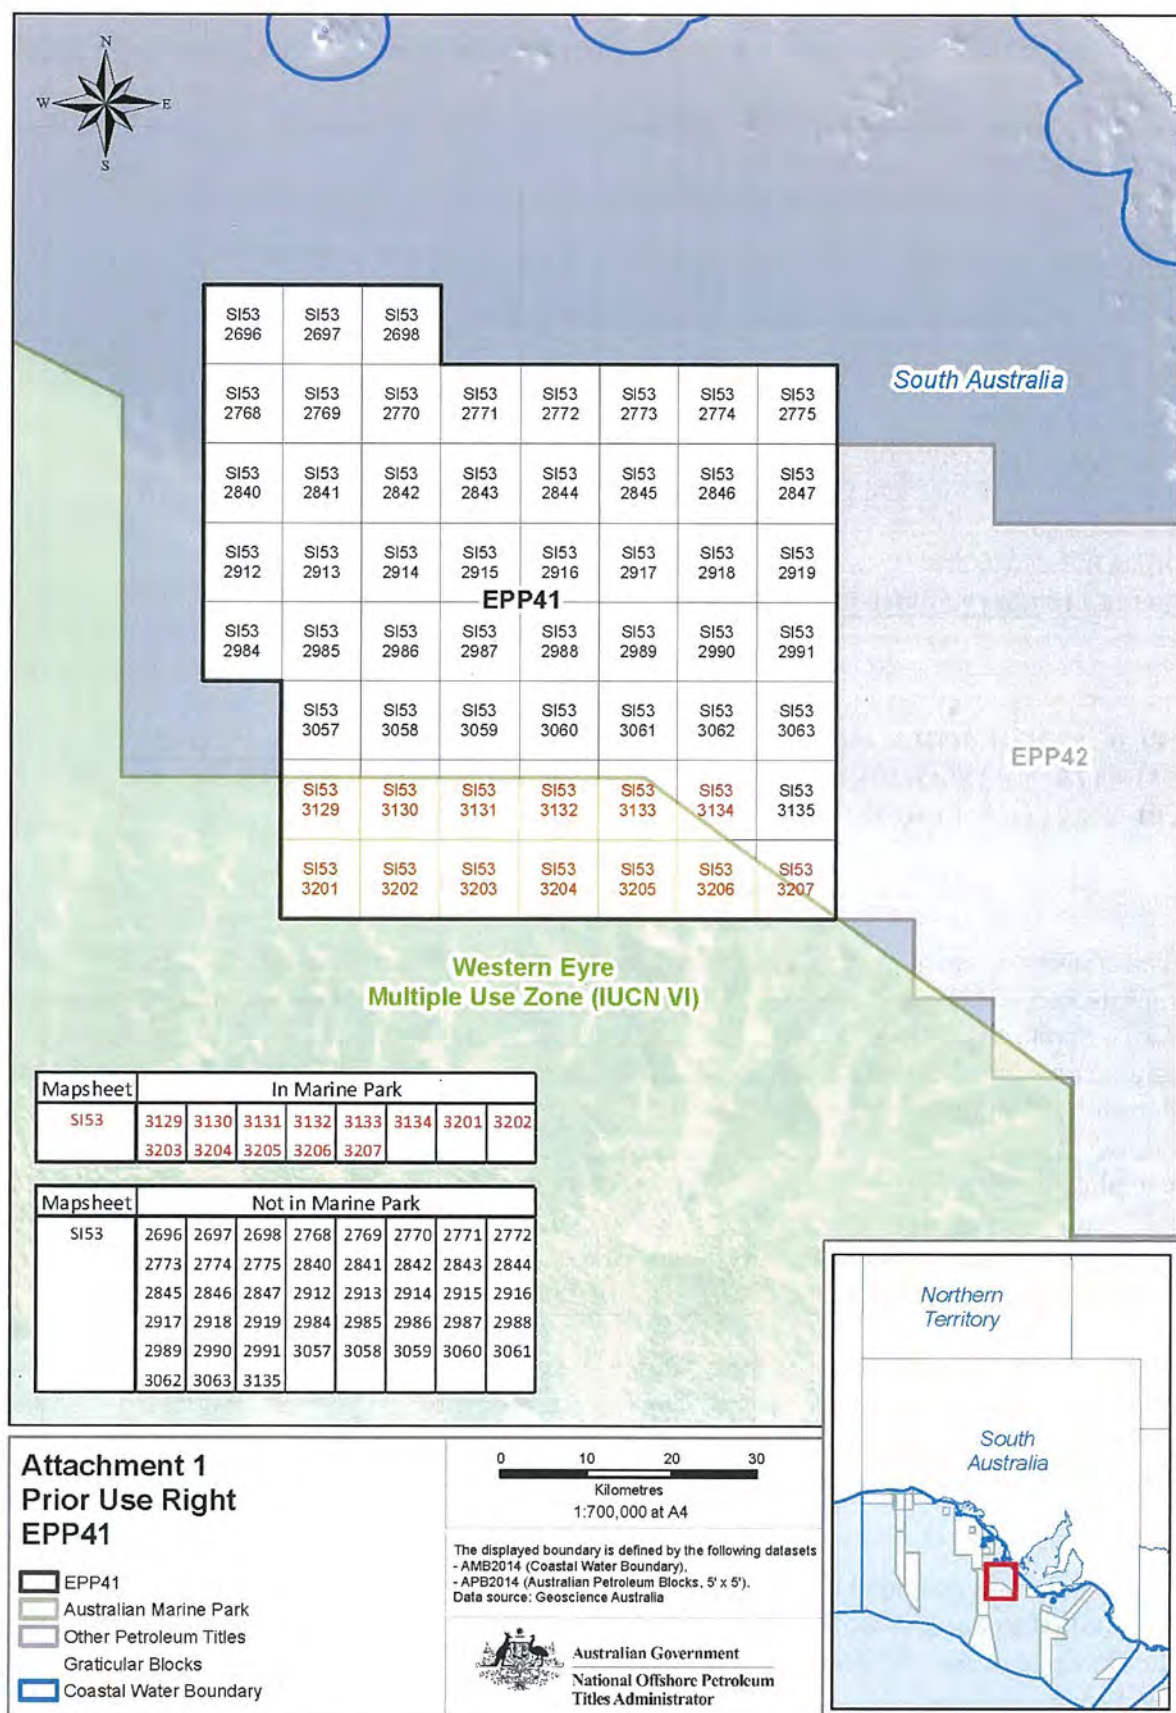 N
W E
S
SI53 SI53 SI53
2696 2697 2698
South Australia
SI53 SI53 SI53 SI53 SI53 SI53 SI53 SI53
2768 2769 2770 2771 2772 2773 2774 2775
SI53 SI53 SI53 SI53 SI53 SI53 SI53 SI53
2840 2841 2842 2843 2844 2845 2846 2847
SI53 SI53 SI53 SI53 SI53 SI53 SI53 SI53
2912 2913 2914 2915 2916 2917 2918 2919
EPP41
SI53 SI53 SI53 SI53 SI53 SI53 SI53 SI53
2984 2985 2986 2987 2988 2989 2990 2991
SI53 SI53 SI53 SI53 SI53 SI53 SI53
3057 3058 3059 3060 3061 3062 3063
EPP42
SI53 SI53 SI53 SI53 SI53 SI53 SI53
3129 3130 3131 3132 3133 3134 3135
SI53 SI53 SI53 SI53 SI53 SI53 SI53
3201 3202 3203 3204 3205 3206 3207
Western Eyre
Multiple Use Zone (IUCN VI)
Mapsheet In Marine Park
SI53 3129 3130 3131 3132 3133 3134 3201 3202
3203 3204 3205 3206 3207
Mapsheet Not in Marine Park
SI53 2696 2697 2698 2768 2769 2770 2771 2772
2773 2774 2775 2840 2841 2842 2843 2844
2845 2846 2847 2912 2913 2914 2915 2916
2917 2918 2919 2984 2985 2986 2987 2988
2989 2990 2991 3057 3058 3059 3060 3061
3062 3063 3135
Northern
Territory
South
Australia
Attachment 1
Prior Use Right
EPP41
EPP41
Australian Marine Park
Other Petroleum Titles
Graticular Blocks
Coastal Water Boundary
0 10 20 30
Kilometres
1:700,000 at A4
The displayed boundary is defined by the following datasets
- AMB2014 (Coastal Water Boundary),
- APB2014 (Australian Petroleum Blocks, 5' x 5').
Data source: Geoscience Australia
Australian Government
National Offshore Petroleum
Titles Administrator